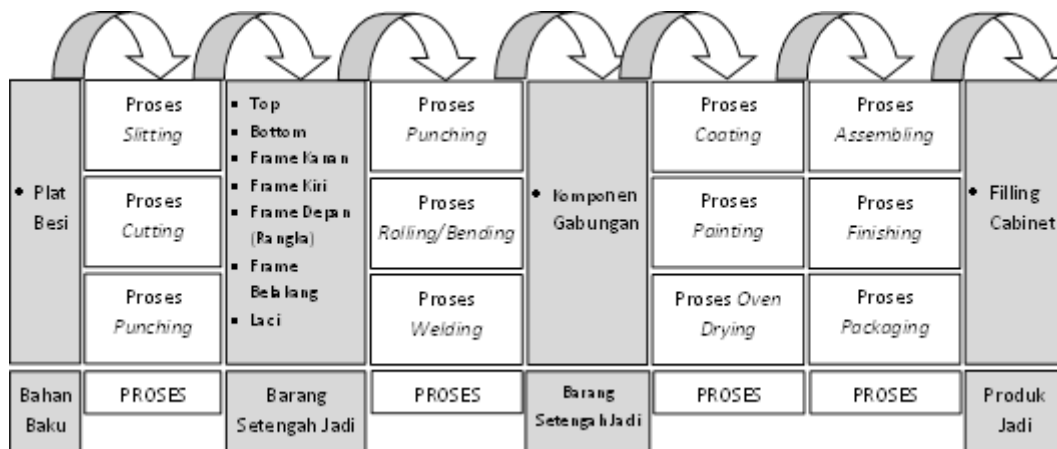 • Plat
Besi
Proses
Slitting
Proses
Cutting
Proses
Punching
• Top
• Bottom
• Frame Kanan
• Frame Kiri
• Frame Depan
(Rangka)
• Frame
Belakang
• Laci
Proses
Punching
Proses
Rolling/Bending
Proses
Welding
• Komponen
Gabungan
Proses
Coating
Proses
Painting
Proses Oven
Drying
Proses
Assembling
Proses
Finishing
Proses
Packaging
• Filling
Cabinet
Bahan
Baku
PROSES
Barang
Setengah Jadi
PROSES
Barang
Setengah Jadi
PROSES
PROSES
Produk
Jadi